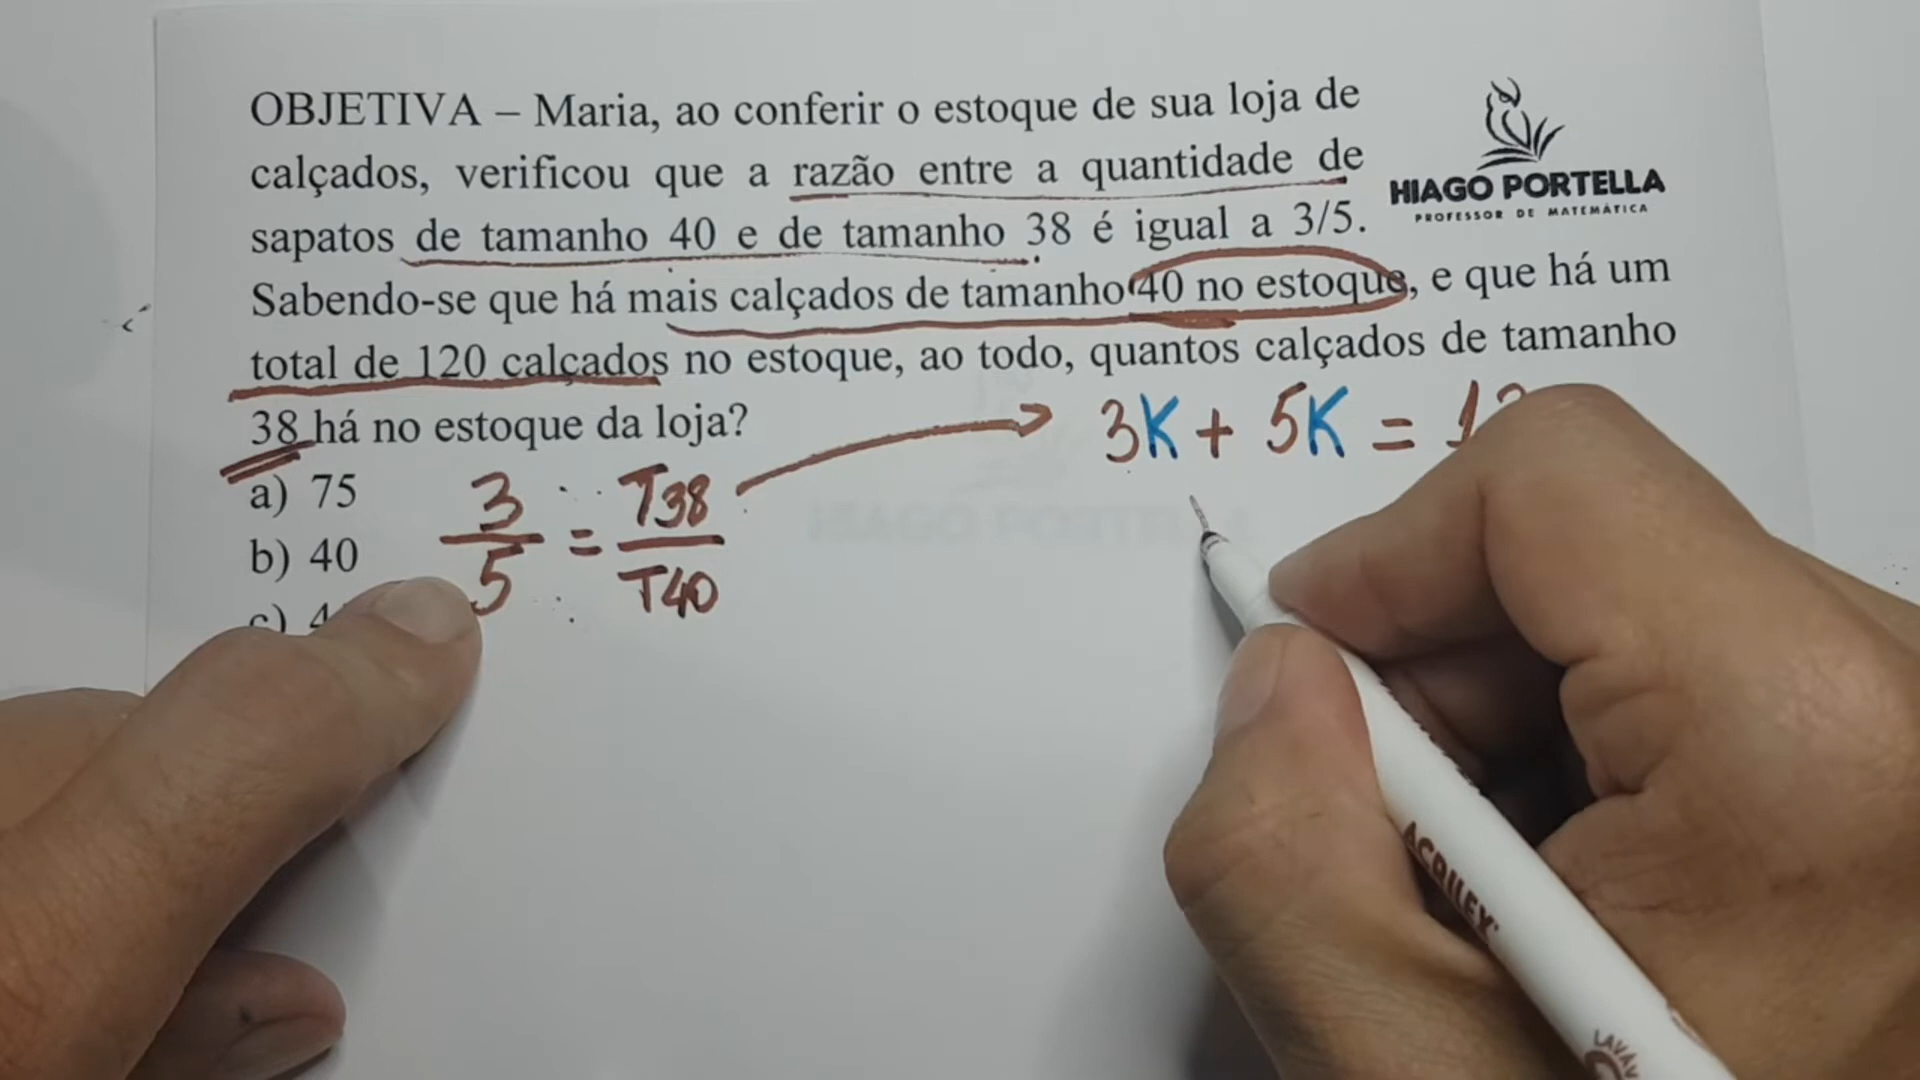 OBJETIVA – Maria, ao conferir o estoque de sua loja de
calçados, verificou que a razão entre a quantidade de
sapatos de tamanho 40 e de tamanho 38 é igual a 3/5.
Sabendo-se que há mais calçados de tamanho 40 no estoque, e que há um
total de 120 calçados no estoque, ao todo, quantos calçados de tamanho
38 há no estoque da loja?
HIAGO PORTELLA
PROFESSOR DE MATEMÁTICA
a) 75
b) 40
c) 4
3/5 = T38/T40
3K + 5K = 12
ACRILEX
LAVÁV